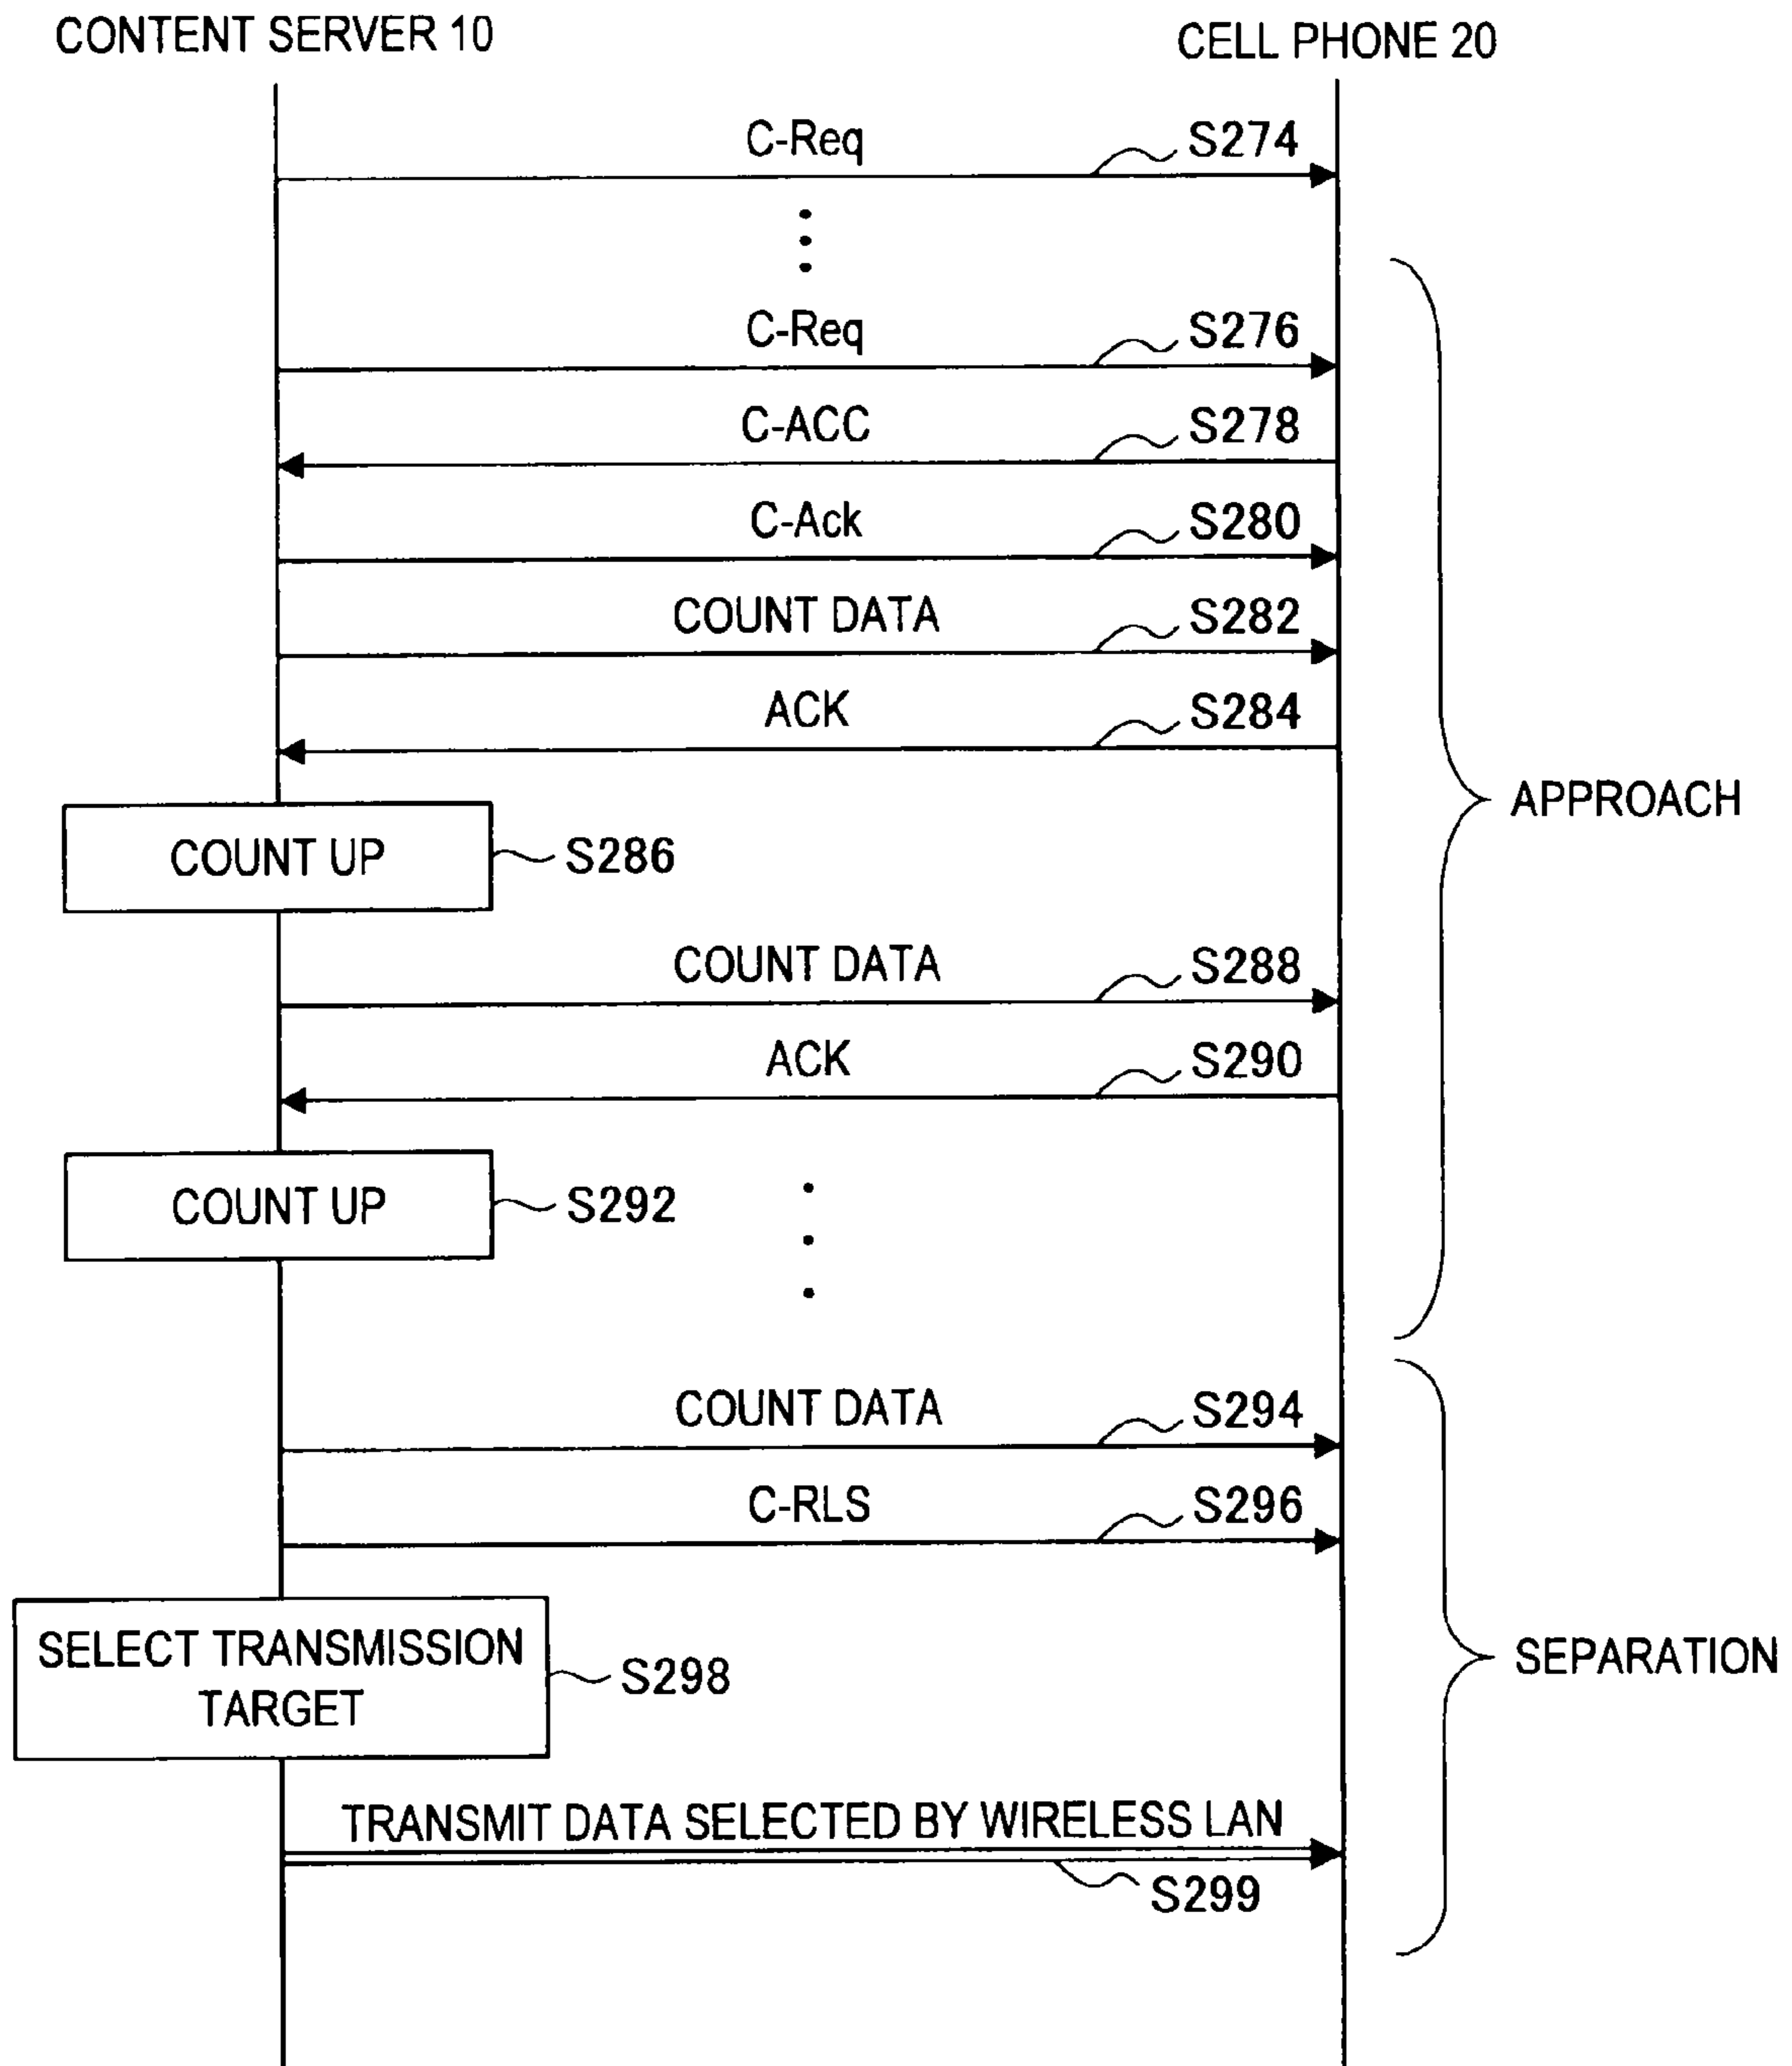 CONTENT SERVER 10
CELL PHONE 20
C-Req
S274
C-Req
S276
C-ACC
S278
C-Ack
S280
COUNT DATA
S282
ACK
S284
APPROACH
COUNT UP
S286
COUNT DATA
S288
ACK
S290
COUNT UP
S292
COUNT DATA
S294
C-RLS
S296
SELECT TRANSMISSION
TARGET
S298
SEPARATION
TRANSMIT DATA SELECTED BY WIRELESS LAN
S299